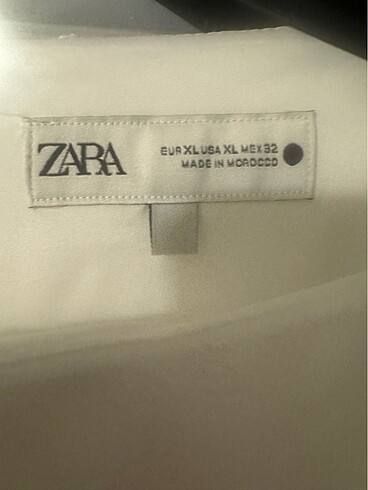 ZARA
EUR XL USA XL MEX 32
MADE IN MOROCCO